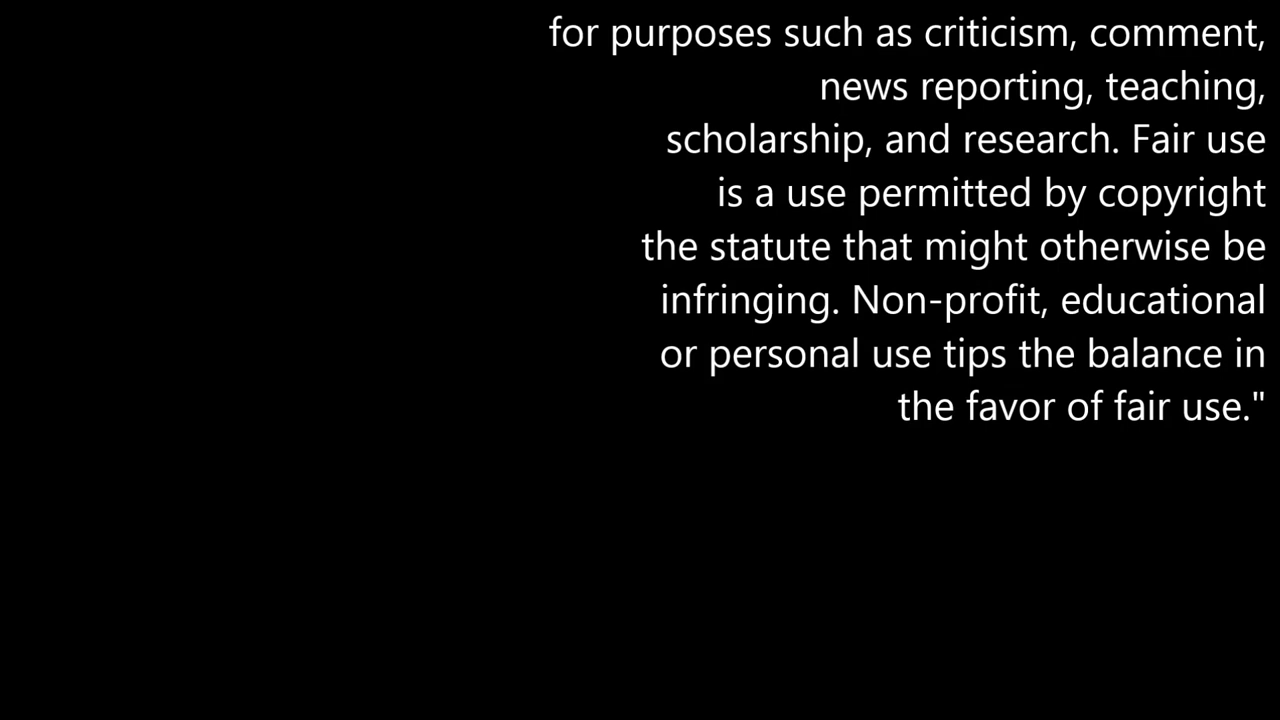 for purposes such as criticism, comment,
news reporting, teaching,
scholarship, and research. Fair use
is a use permitted by copyright
the statute that might otherwise be
infringing. Non-profit, educational
or personal use tips the balance in
the favor of fair use."